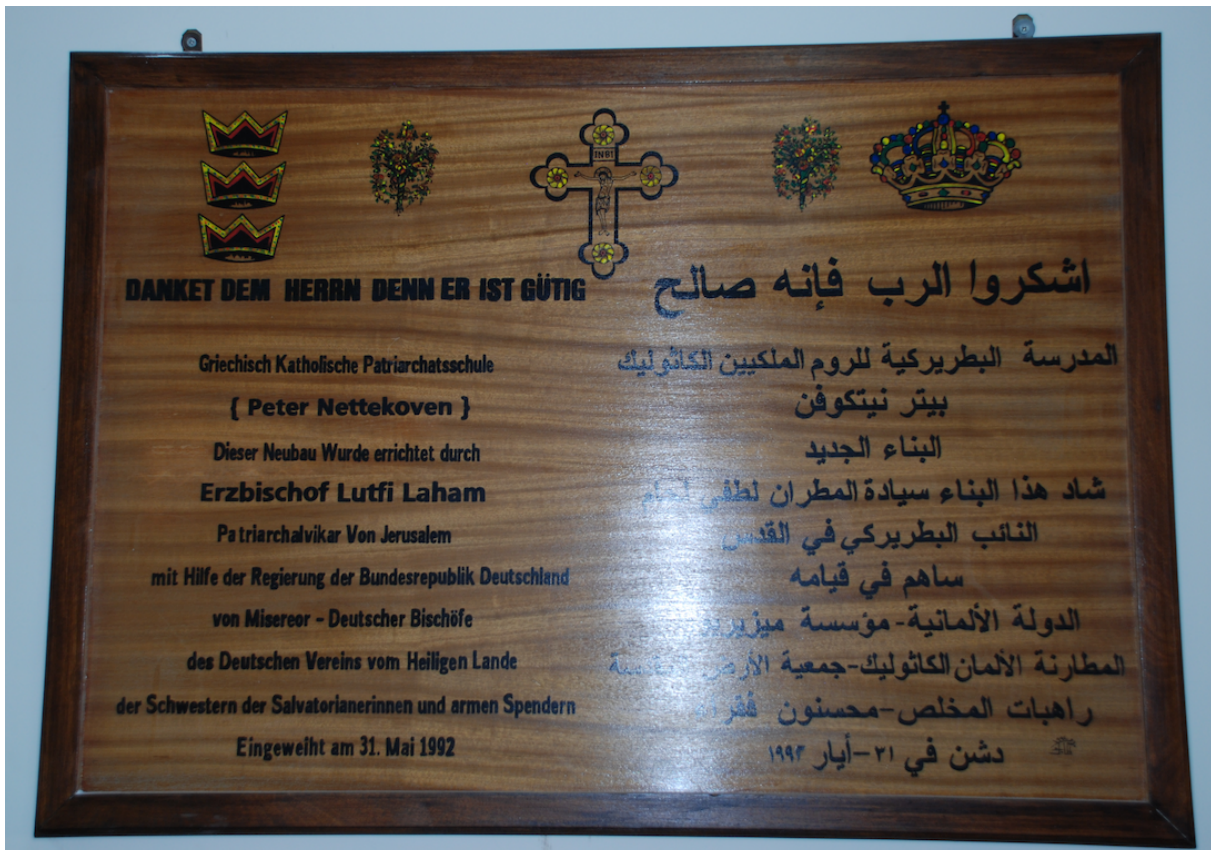 INBI
DANKET DEM HERRN DENN ER IST GÜTIG
Griechisch Katholische Patriarchatsschule
{ Peter Nettekoven }
Dieser Neubau Wurde errichtet durch
Erzbischof Lutfi Laham
Patriarchalvikar Von Jerusalem
mit Hilfe der Regierung der Bundesrepublik Deutschland
von Misereor - Deutscher Bischöfe
des Deutschen Vereins vom Heiligen Lande
der Schwestern der Salvatorianerinnen und armen Spendern
Eingeweiht am 31. Mai 1992
اشكروا الرب فإنه صالح
المدرسة البطريركية للروم الملكيين الكاثوليك
بيتر نيتكوفن
البناء الجديد
شاد هذا البناء سيادة المطران لطفي لحام
النائب البطريركي في القدس
ساهم في قيامه
الدولة الألمانية-مؤسسة ميزيريور
المطارنة الألمان الكاثوليك-جمعية الأرض المقدسة
راهبات المخلص-محسنون فقراء
دشن في ٣١-أيار ١٩٩٢